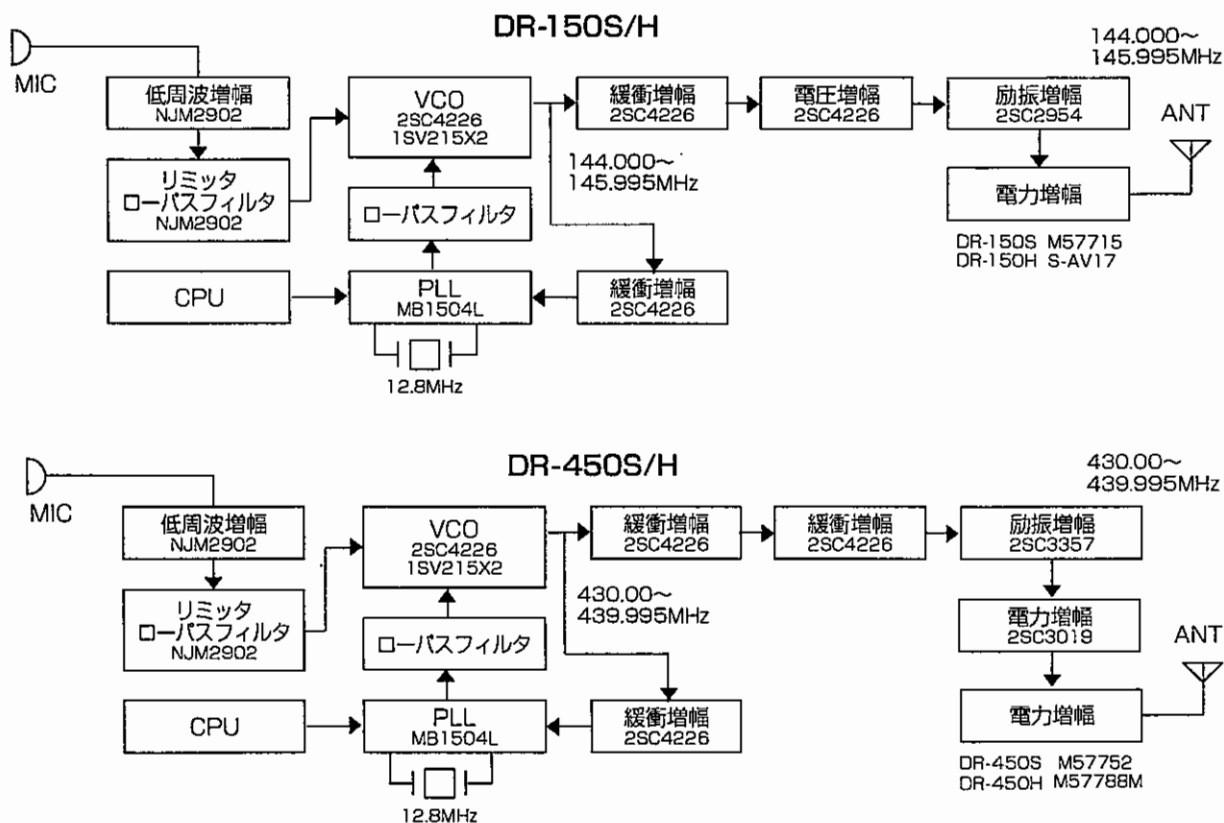 DR-150S/H
MIC
低周波増幅
NJM2902
リミッタ
ローパスフィルタ
NJM2902
CPU
VCO
2SC4226
1SV215X2
ローパスフィルタ
PLL
MB1504L
12.8MHz
緩衝増幅
2SC4226
144.000~
145.995MHz
緩衝増幅
2SC4226
電圧増幅
2SC4226
144.000~
145.995MHz
励振増幅
2SC2954
ANT
電力増幅
DR-150S M57715
DR-150H S-AV17
DR-450S/H
MIC
低周波増幅
NJM2902
リミッタ
ローパスフィルタ
NJM2902
CPU
VCO
2SC4226
1SV215X2
ローパスフィルタ
PLL
MB1504L
12.8MHz
緩衝増幅
2SC4226
430.00~
439.995MHz
緩衝増幅
2SC4226
緩衝増幅
2SC4226
430.00~
439.995MHz
励振増幅
2SC3357
電力増幅
2SC3019
ANT
電力増幅
DR-450S M57752
DR-450H M57788M